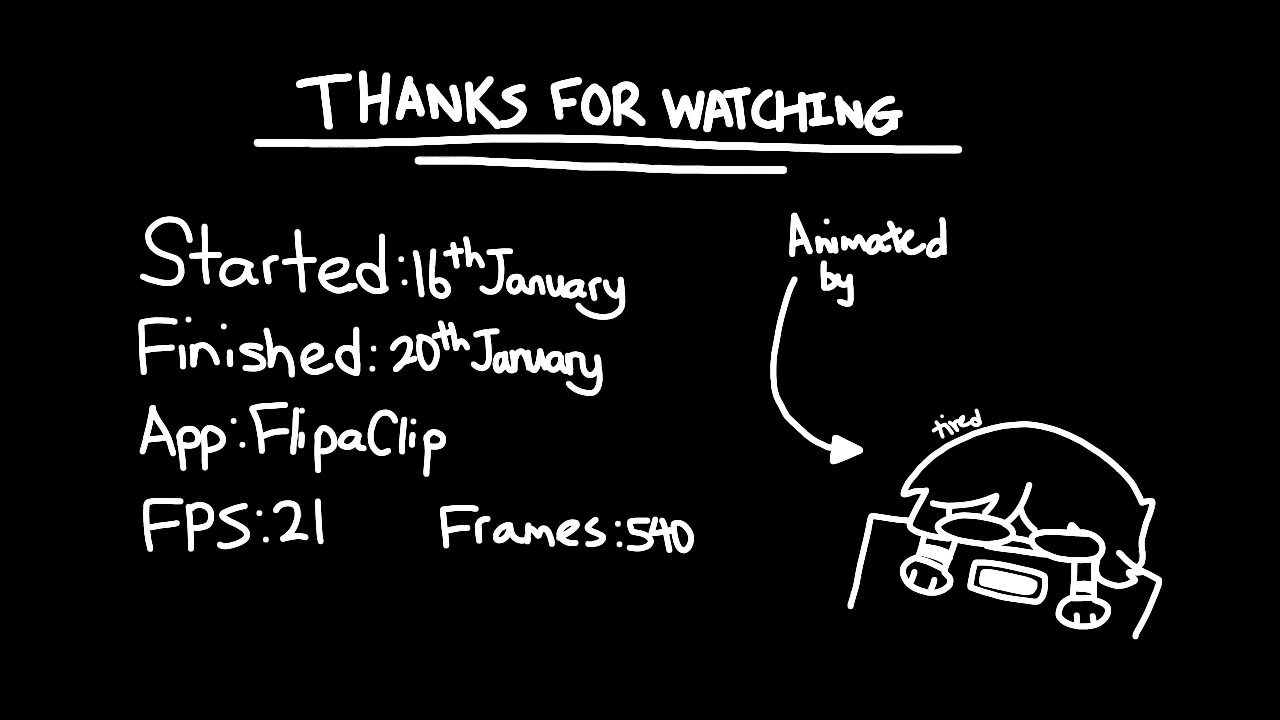 THANKS FOR WATCHING
Started:16th January
Finished:20th January
App:FlipaClip
FPS:21 Frames:540
Animated
by
tired